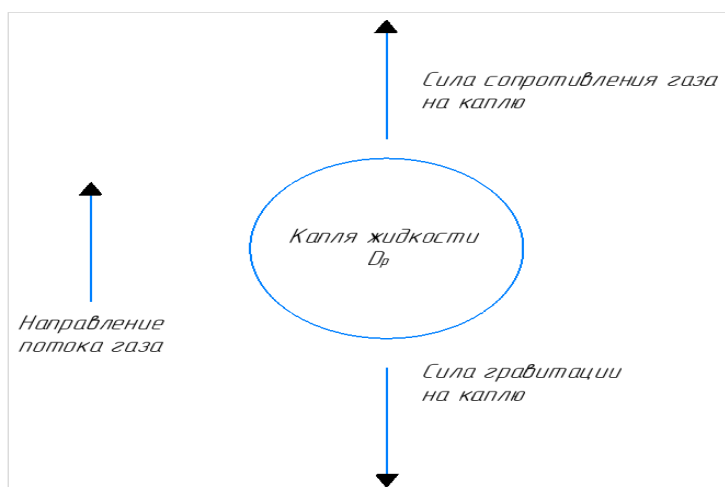 Сила сопротивления газа
на каплю
Капля жидкости
Dp
Направление
потока газа
Сила гравитации
на каплю